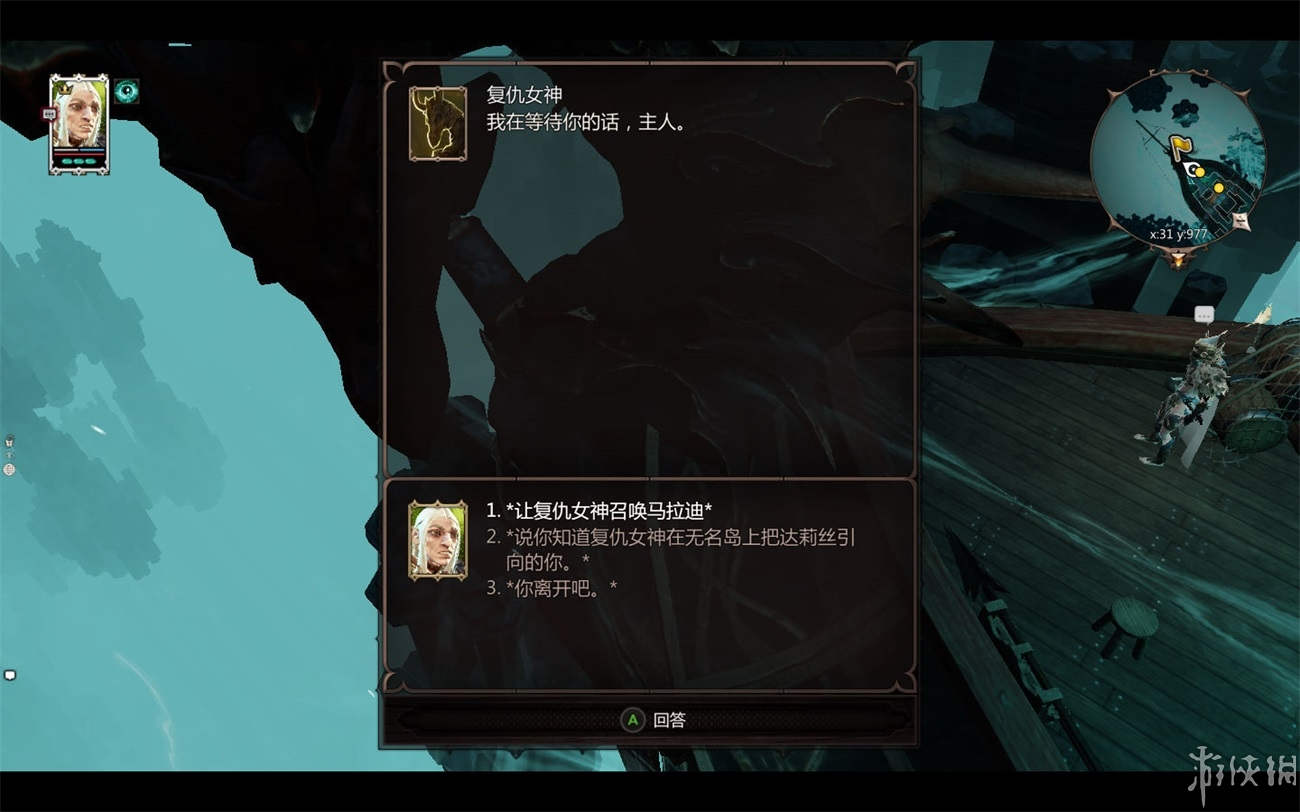 复仇女神
我在等待你的话，主人。
x:31 y:977
1. *让复仇女神召唤马拉迪*
2. *说你知道复仇女神在无名岛上把达莉丝引
向的你。*
3. *你离开吧。*
A 回答
游侠网